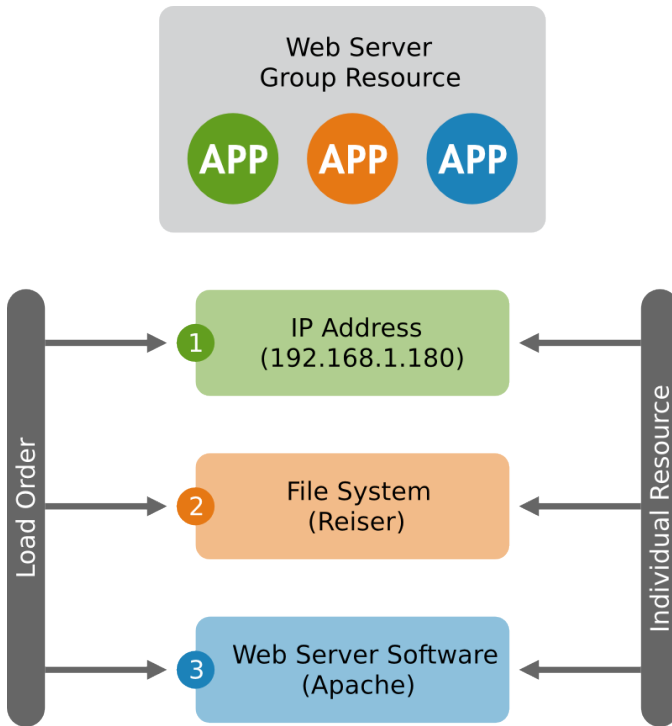 Web Server
Group Resource
APP APP APP
1
IP Address
(192.168.1.180)
2
File System
(Reiser)
3
Web Server Software
(Apache)
Load Order
Individual Resource